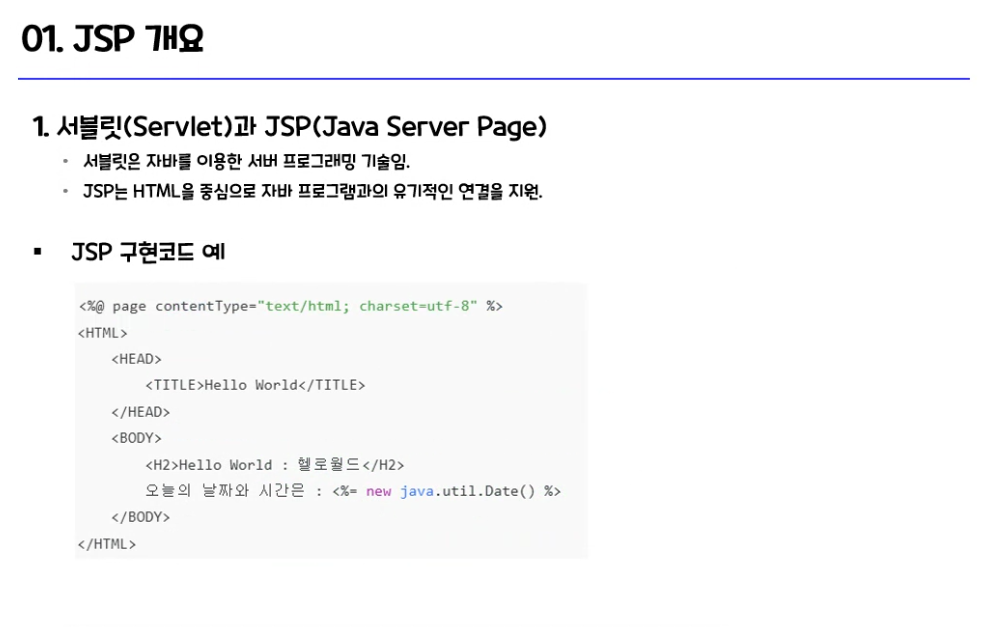 01. JSP 개요
1. 서블릿(Servlet)과 JSP(Java Server Page)
• 서블릿은 자바를 이용한 서버 프로그래밍 기술임.
• JSP는 HTML을 중심으로 자바 프로그램과의 유기적인 연결을 지원.
▪ JSP 구현코드 예
<%@ page contentType="text/html; charset=utf-8" %>
<HTML>
    <HEAD>
        <TITLE>Hello World</TITLE>
    </HEAD>
    <BODY>
        <H2>Hello World : 헬로월드</H2>
        오늘의 날짜와 시간은 : <%= new java.util.Date() %>
    </BODY>
</HTML>